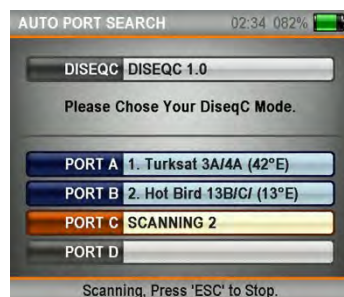 AUTO PORT SEARCH 02:34 082%
DISEQC DISEQC 1.0
Please Chose Your DiseqC Mode.
PORT A 1. Turksat 3A/4A (42°E)
PORT B 2. Hot Bird 13B/C/ (13°E)
PORT C SCANNING 2
PORT D
Scanning, Press 'ESC' to Stop.